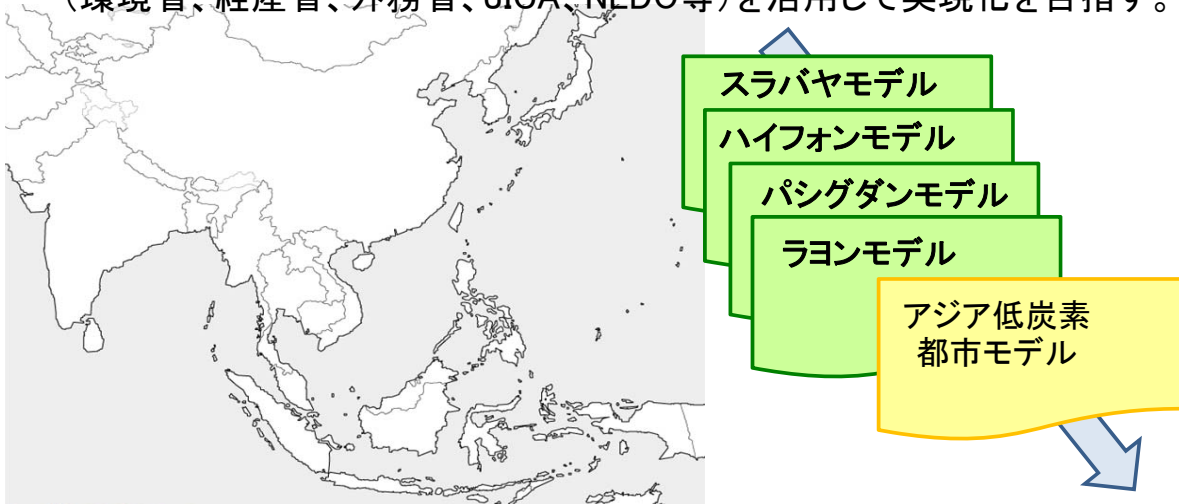 (環境省、経産省、外務省、JICA、NEDO等)を活用して実現化を目指す。
スラバヤモデル
ハイフォンモデル
パシグダンモデル
ラヨンモデル
アジア低炭素
都市モデル